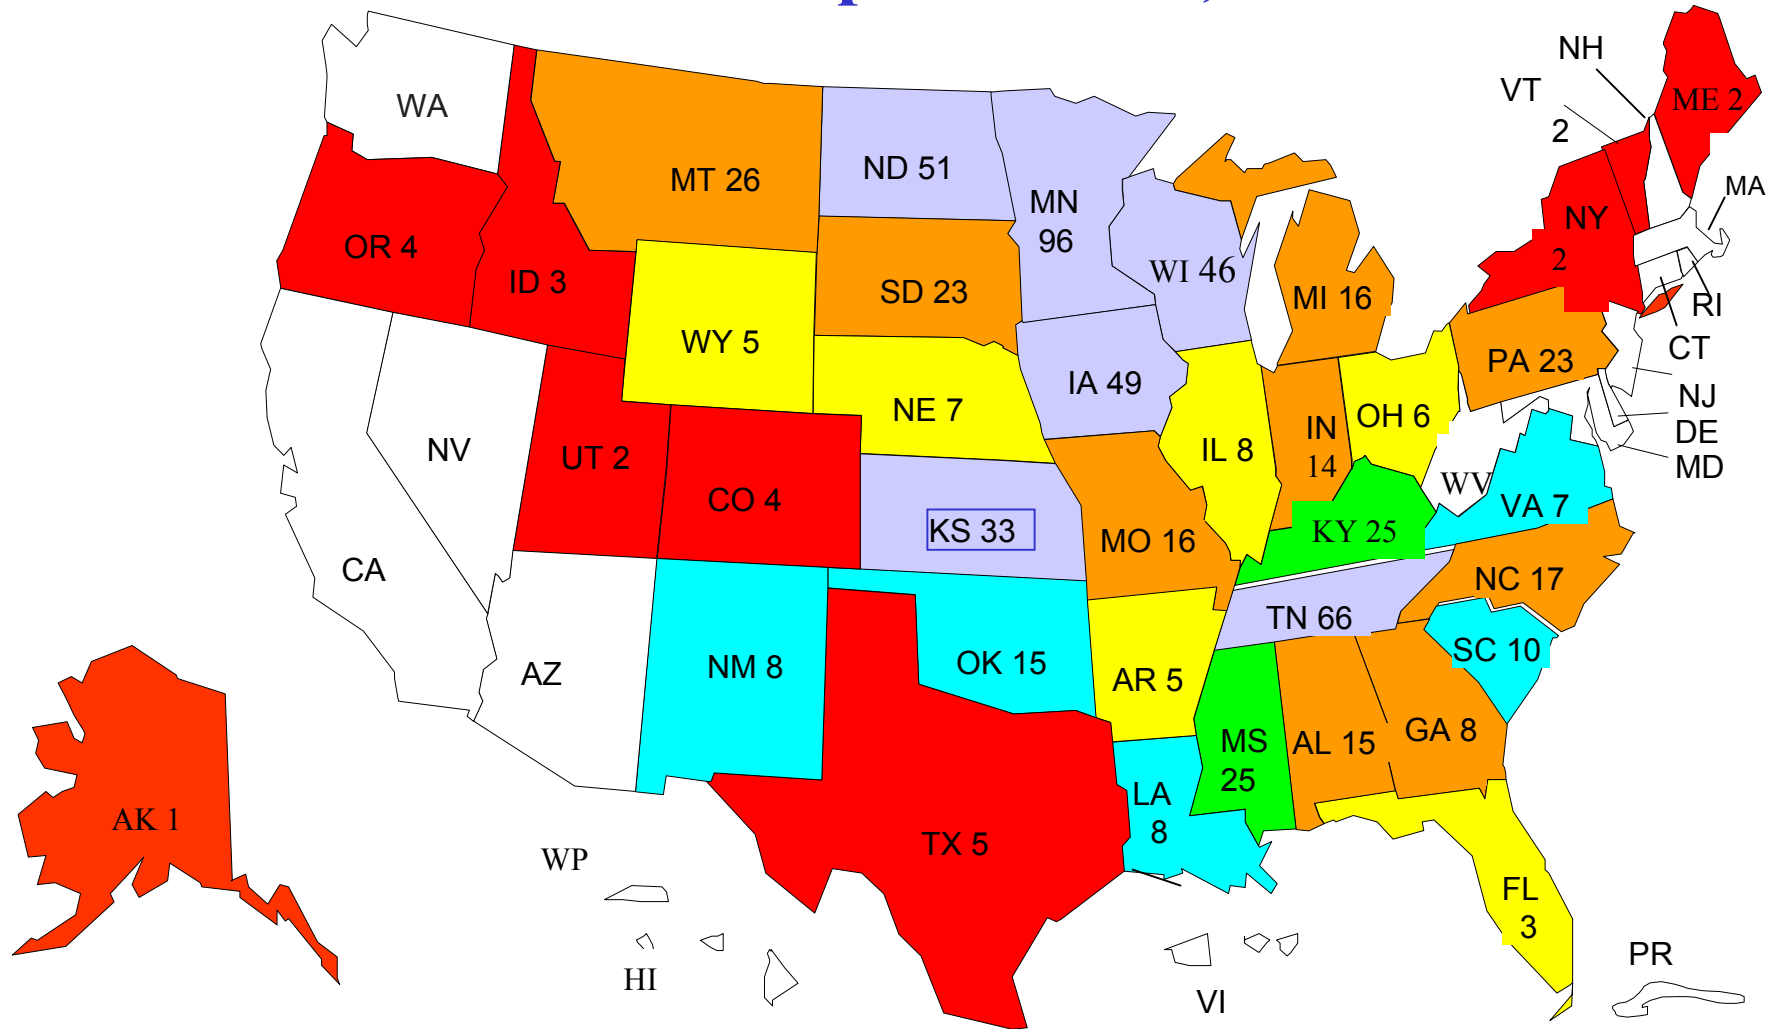 NH
VT
2
ME 2
WA
MT 26
ND 51
MN
96
MA
OR 4
ID 3
SD 23
WI 46
MI 16
NY
2
RI
WY 5
IA 49
PA 23
CT
NE 7
OH 6
NJ
NV
UT 2
CO 4
IL 8
IN
14
DE
MD
WV
VA 7
KS 33
MO 16
KY 25
CA
NC 17
TN 66
AZ
NM 8
OK 15
AR 5
SC 10
MS
25
AL 15
GA 8
LA
8
AK 1
WP
TX 5
FL
3
HI
VI
PR